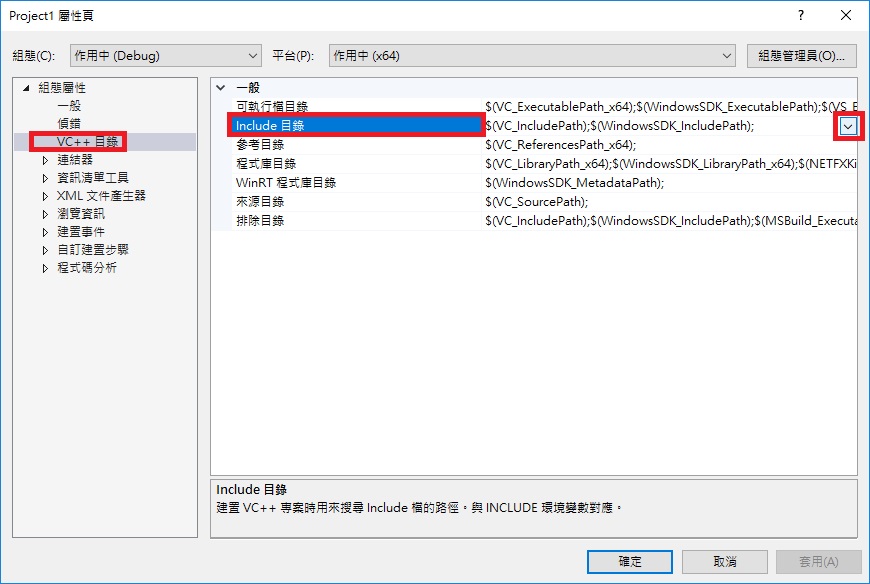 Project1 屬性頁
組態(C):
作用中 (Debug)
平台(P):
作用中 (x64)
組態管理員(O)...
組態屬性
一般
偵錯
VC++ 目錄
連結器
資訊清單工具
XML 文件產生器
瀏覽資訊
建置事件
自訂建置步驟
程式碼分析
一般
可執行檔目錄 $(VC_ExecutablePath_x64);$(WindowsSDK_ExecutablePath);$(VS_E
Include 目錄 $(VC_IncludePath);$(WindowsSDK_IncludePath);
參考目錄 $(VC_ReferencesPath_x64);
程式庫目錄 $(VC_LibraryPath_x64);$(WindowsSDK_LibraryPath_x64);$(NETFXKi
WinRT 程式庫目錄 $(WindowsSDK_MetadataPath);
來源目錄 $(VC_SourcePath);
排除目錄 $(VC_IncludePath);$(WindowsSDK_IncludePath);$(MSBuild_Executa
Include 目錄
建置 VC++ 專案時用來搜尋 Include 檔的路徑。與 INCLUDE 環境變數對應。
確定
取消
套用(A)